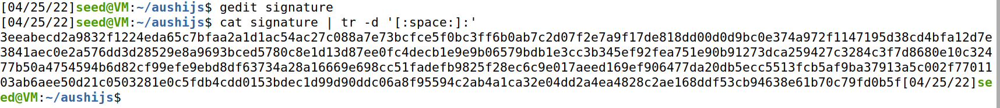 [04/25/22]seed@VM:~/aushijs$ gedit signature
[04/25/22]seed@VM:~/aushijs$ cat signature | tr -d '[:space:]:'
3eeabecd2a9832f1224eda65c7bfaa2a1d1ac54ac27c088a7e73bcfce5f0bc3ff6b0ab7c2d07f2e7a9f17de818dd00d0d9bc0e374a972f1147195d38cd4bfa12d7e
3841aec0e2a576dd3d28529e8a9693bced5780c8e1d13d87ee0fc4decb1e9e9b06579bdb1e3cc3b345ef92fea751e90b91273dca259427c3284c3f7d8680e10c324
77b50a4754594b6d82cf99efe9ebd8df63734a28a16669e698cc51fadefb9825f28ec6c9e017aeed169ef906477da20db5ecc5513fcb5af9ba37913a5c002f77011
03ab6aee50d21c0503281e0c5fdb4cdd0153bdec1d99d90ddc06a8f95594c2ab4a1ca32e04dd2a4ea4828c2ae168ddf53cb94638e61b70c79fd0b5f[04/25/22]se
ed@VM:~/aushijs$